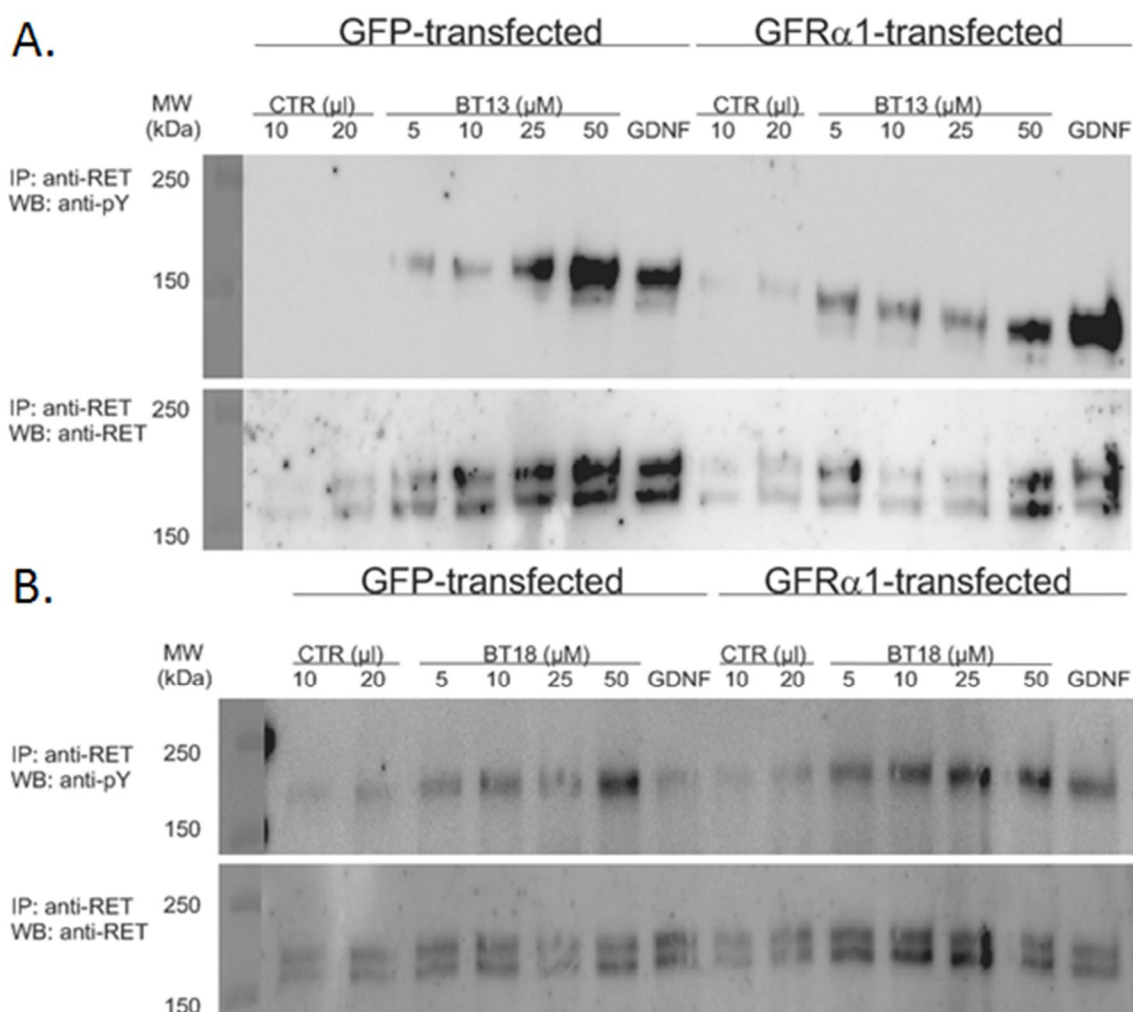 A.
GFP-transfected GFRα1-transfected
MW CTR (µl) BT13 (µM) CTR (µl) BT13 (µM)
(kDa) 10 20 5 10 25 50 GDNF 10 20 5 10 25 50 GDNF
IP: anti-RET 250
WB: anti-pY
150
IP: anti-RET 250
WB: anti-RET
150
B.
GFP-transfected GFRα1-transfected
MW CTR (µl) BT18 (µM) CTR (µl) BT18 (µM)
(kDa) 10 20 5 10 25 50 GDNF 10 20 5 10 25 50 GDNF
IP: anti-RET 250
WB: anti-pY
150
IP: anti-RET 250
WB: anti-RET
150